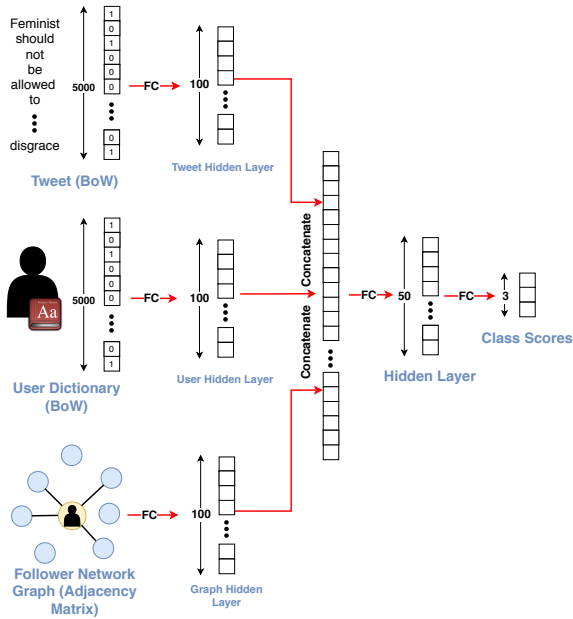 Feminist
should
not
be
allowed
to
disgrace
5000
1
0
1
0
0
0
0
1
FC
100
Tweet (BoW)
Tweet Hidden Layer
Aa
5000
1
0
1
0
0
0
0
1
FC
100
User Dictionary
(BoW)
User Hidden Layer
Concatenate
Concatenate
FC
50
FC
3
Hidden Layer
Class Scores
FC
100
Follower Network
Graph (Adjacency
Matrix)
Graph Hidden
Layer